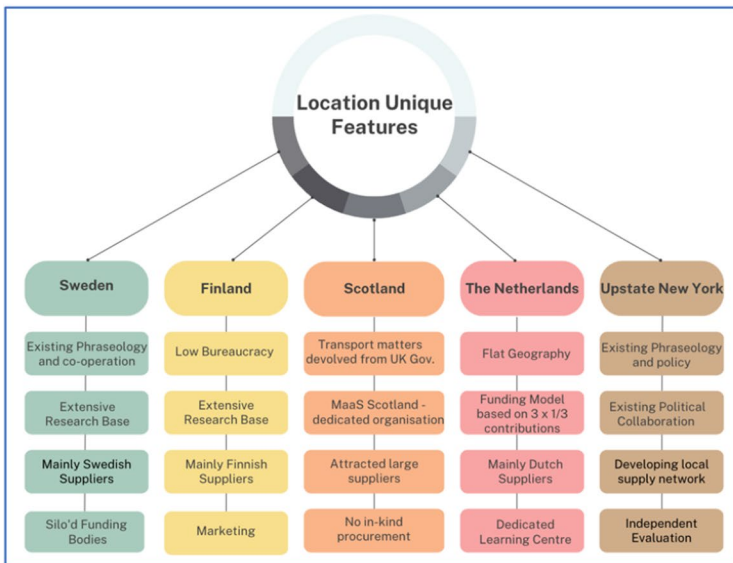 Location Unique
Features
Sweden
Finland
Scotland
The Netherlands
Upstate New York
Existing Phraseology
and co-operation
Low Bureaucracy
Transport matters
devolved from UK Gov.
Flat Geography
Existing Phraseology
and policy
Extensive
Research Base
Extensive
Research Base
MaaS Scotland -
dedicated organisation
Funding Model
based on 3 x 1/3
contributions
Existing Political
Collaboration
Mainly Swedish
Suppliers
Mainly Finnish
Suppliers
Attracted large
suppliers
Mainly Dutch
Suppliers
Developing local
supply network
Silo'd Funding
Bodies
Marketing
No in-kind
procurement
Dedicated
Learning Centre
Independent
Evaluation